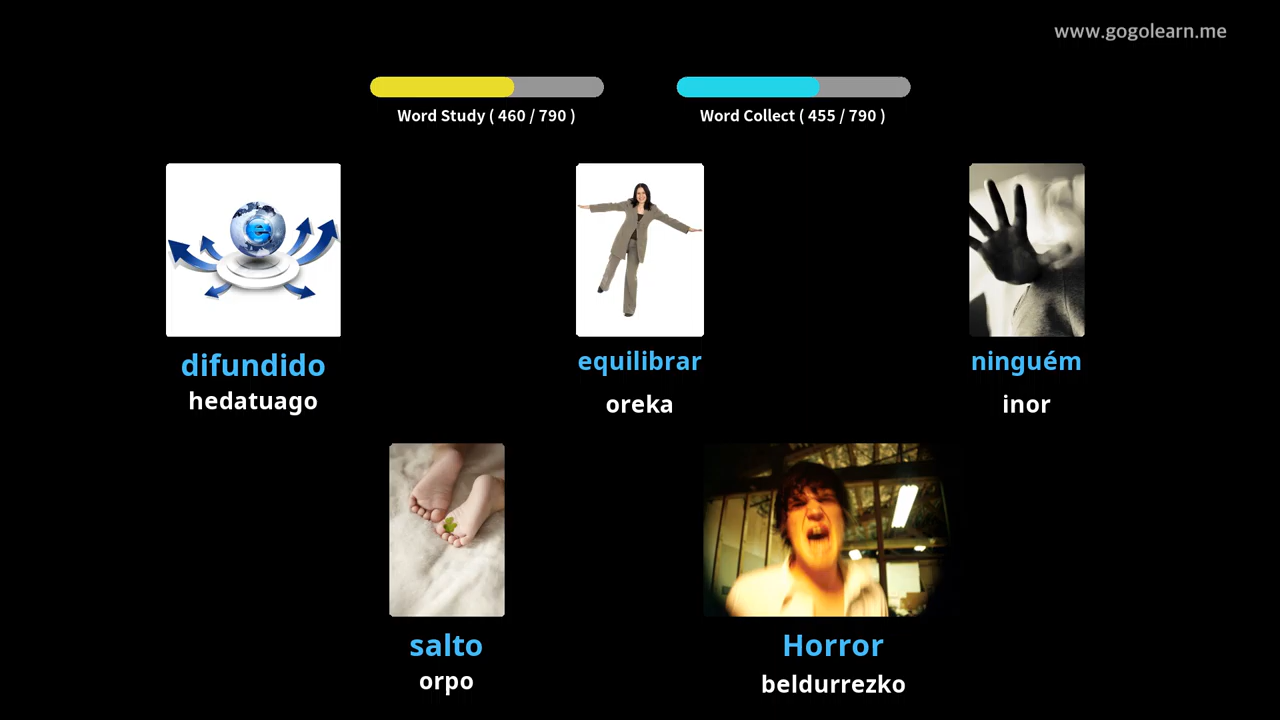 www.gogolearn.me
Word Study ( 460 / 790 )
Word Collect ( 455 / 790 )
e
difundido
hedatuago
equilibrar
oreka
ninguém
inor
salto
orpo
Horror
beldurrezko